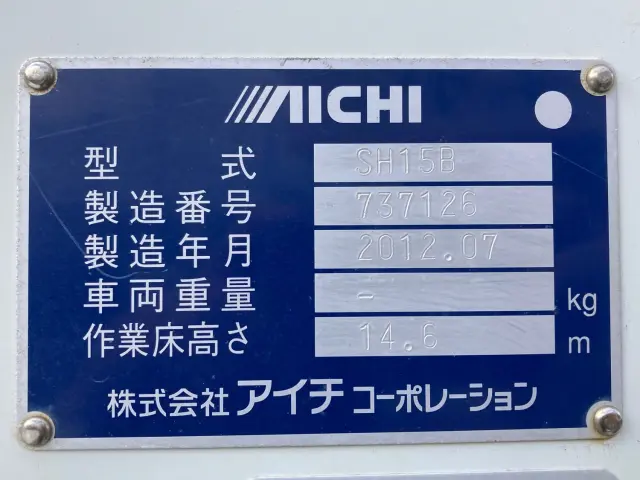 AICHI
型式 SH15B
製造番号 737126
製造年月 2012.07
車両重量 - kg
作業床高さ 14.6 m
株式会社アイチコーポレーション